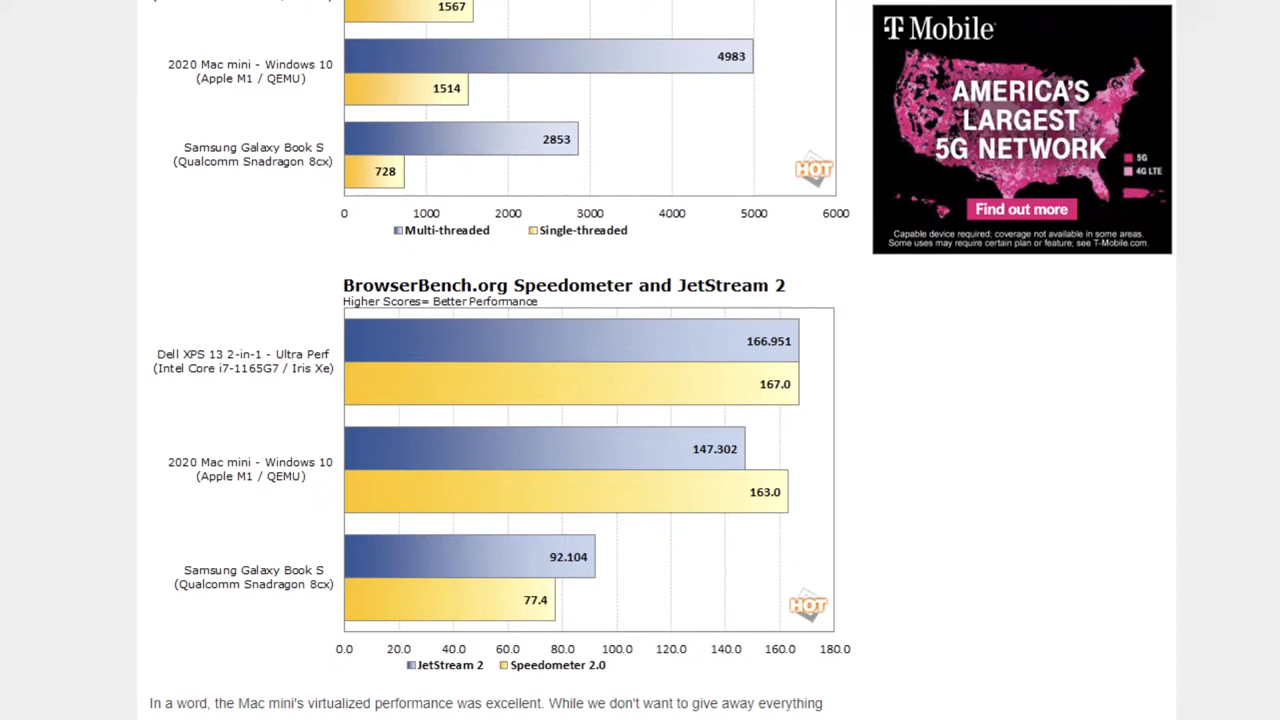 1567
2020 Mac mini - Windows 10
(Apple M1 / QEMU)
4983
1514
Samsung Galaxy Book S
(Qualcomm Snadragon 8cx)
2853
728
HOT
0 1000 2000 3000 4000 5000 6000
Multi-threaded Single-threaded
T Mobile
AMERICA'S
LARGEST
5G NETWORK
5G
4G LTE
Find out more
Capable device required; coverage not available in some areas.
Some uses may require certain plan or feature; see T-Mobile.com.
BrowserBench.org Speedometer and JetStream 2
Higher Scores= Better Performance
Dell XPS 13 2-in-1 - Ultra Perf
(Intel Core i7-1165G7 / Iris Xe)
166.951
167.0
2020 Mac mini - Windows 10
(Apple M1 / QEMU)
147.302
163.0
Samsung Galaxy Book S
(Qualcomm Snadragon 8cx)
92.104
77.4
HOT
0.0 20.0 40.0 60.0 80.0 100.0 120.0 140.0 160.0 180.0
JetStream 2 Speedometer 2.0
In a word, the Mac mini's virtualized performance was excellent. While we don't want to give away everything